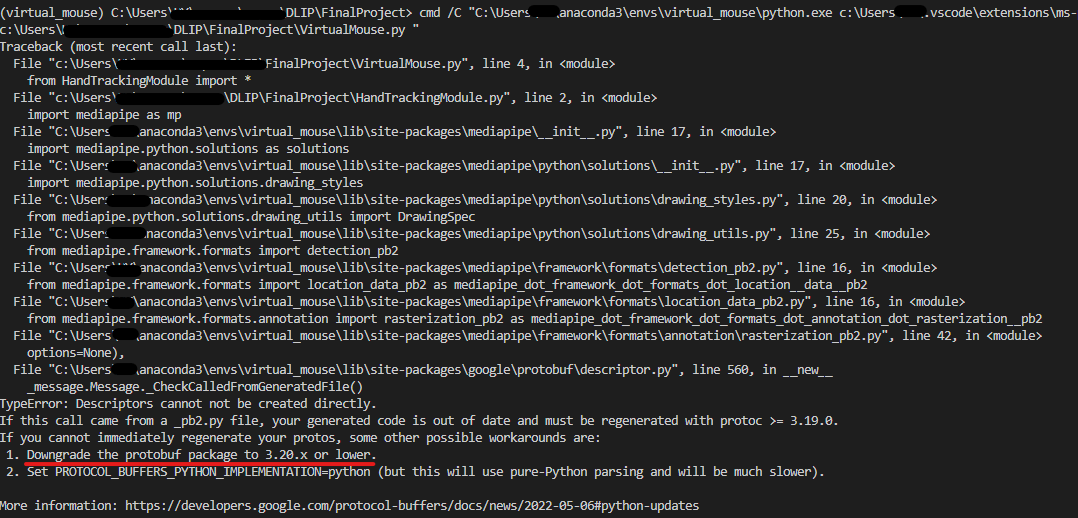 (virtual_mouse) C:\Users\ \DLIP\FinalProject> cmd /C "C:\Users\ anaconda3\envs\virtual_mouse\python.exe c:\Users\ .vscode\extensions\ms-
c:\Users\ DLIP\FinalProject\VirtualMouse.py "
Traceback (most recent call last):
File "c:\Users\ FinalProject\VirtualMouse.py", line 4, in <module>
from HandTrackingModule import *
File "c:\Users\ \DLIP\FinalProject\HandTrackingModule.py", line 2, in <module>
import mediapipe as mp
File "C:\Users anaconda3\envs\virtual_mouse\lib\site-packages\mediapipe\__init__.py", line 17, in <module>
import mediapipe.python.solutions as solutions
File "C:\Users \anaconda3\envs\virtual_mouse\lib\site-packages\mediapipe\python\solutions\__init__.py", line 17, in <module>
import mediapipe.python.solutions.drawing_styles
File "C:\Users anaconda3\envs\virtual_mouse\lib\site-packages\mediapipe\python\solutions\drawing_styles.py", line 20, in <module>
from mediapipe.python.solutions.drawing_utils import DrawingSpec
File "C:\Users anaconda3\envs\virtual_mouse\lib\site-packages\mediapipe\python\solutions\drawing_utils.py", line 25, in <module>
from mediapipe.framework.formats import detection_pb2
File "C:\Users\ anaconda3\envs\virtual_mouse\lib\site-packages\mediapipe\framework\formats\detection_pb2.py", line 16, in <module>
from mediapipe.framework.formats import location_data_pb2 as mediapipe_dot_framework_dot_formats_dot_location__data__pb2
File "C:\Users \anaconda3\envs\virtual_mouse\lib\site-packages\mediapipe\framework\formats\location_data_pb2.py", line 16, in <module>
from mediapipe.framework.formats.annotation import rasterization_pb2 as mediapipe_dot_framework_dot_formats_dot_annotation_dot_rasterization__pb2
File "C:\Users \anaconda3\envs\virtual_mouse\lib\site-packages\mediapipe\framework\formats\annotation\rasterization_pb2.py", line 42, in <module>
options=None),
File "C:\Users \anaconda3\envs\virtual_mouse\lib\site-packages\google\protobuf\descriptor.py", line 560, in __new__
_message.Message._CheckCalledFromGeneratedFile()
TypeError: Descriptors cannot not be created directly.
If this call came from a _pb2.py file, your generated code is out of date and must be regenerated with protoc >= 3.19.0.
If you cannot immediately regenerate your protos, some other possible workarounds are:
1. Downgrade the protobuf package to 3.20.x or lower.
2. Set PROTOCOL_BUFFERS_PYTHON_IMPLEMENTATION=python (but this will use pure-Python parsing and will be much slower).
More information: https://developers.google.com/protocol-buffers/docs/news/2022-05-06#python-updates